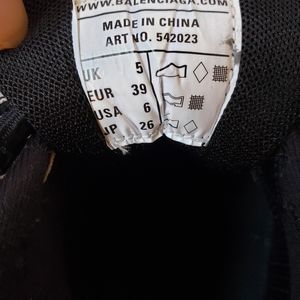 WWW.BALENCIAGA.COM
MADE IN CHINA
ART NO. 542023
UK 5
EUR 39
USA 6
JP 26